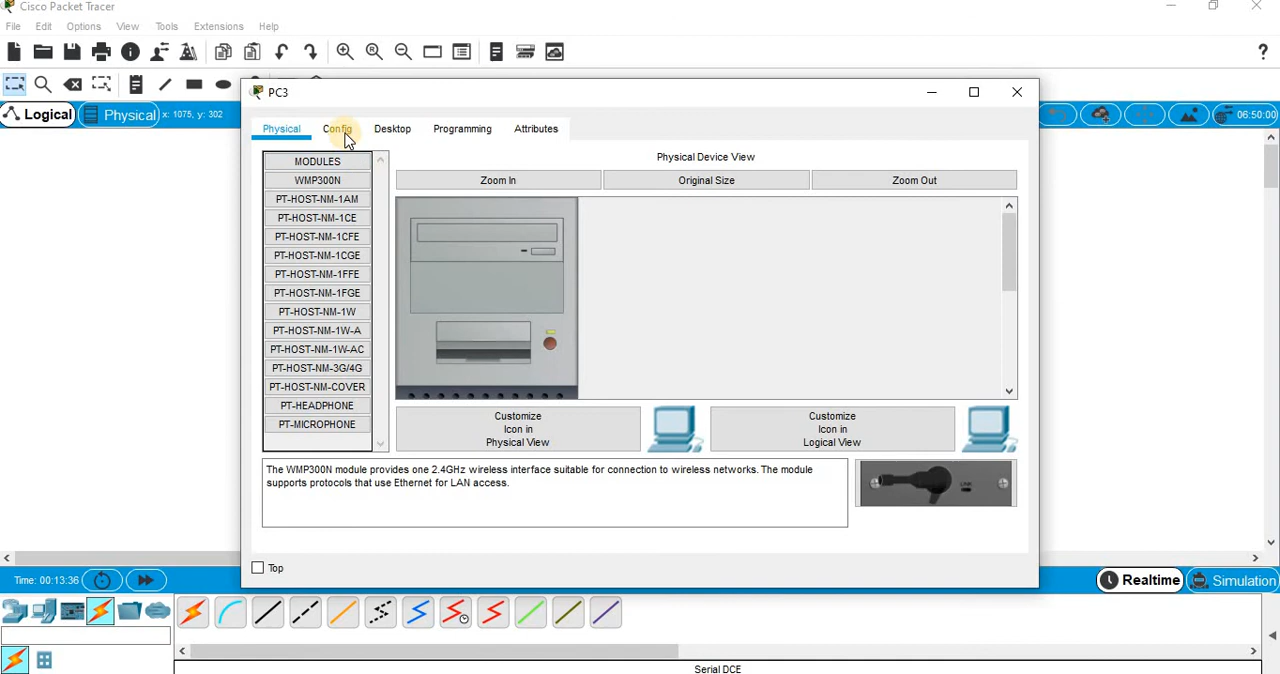 Cisco Packet Tracer
File Edit Options View Tools Extensions Help
?
Logical Physical x: 1075, y: 302
06:50:00
PC3
Physical Config Desktop Programming Attributes
MODULES
WMP300N
PT-HOST-NM-1AM
PT-HOST-NM-1CE
PT-HOST-NM-1CFE
PT-HOST-NM-1CGE
PT-HOST-NM-1FFE
PT-HOST-NM-1FGE
PT-HOST-NM-1W
PT-HOST-NM-1W-A
PT-HOST-NM-1W-AC
PT-HOST-NM-3G/4G
PT-HOST-NM-COVER
PT-HEADPHONE
PT-MICROPHONE
Physical Device View
Zoom In Original Size Zoom Out
Customize
Icon in
Physical View
Customize
Icon in
Logical View
The WMP300N module provides one 2.4GHz wireless interface suitable for connection to wireless networks. The module
supports protocols that use Ethernet for LAN access.
Top
Time: 00:13:36
Realtime Simulation
Serial DCE